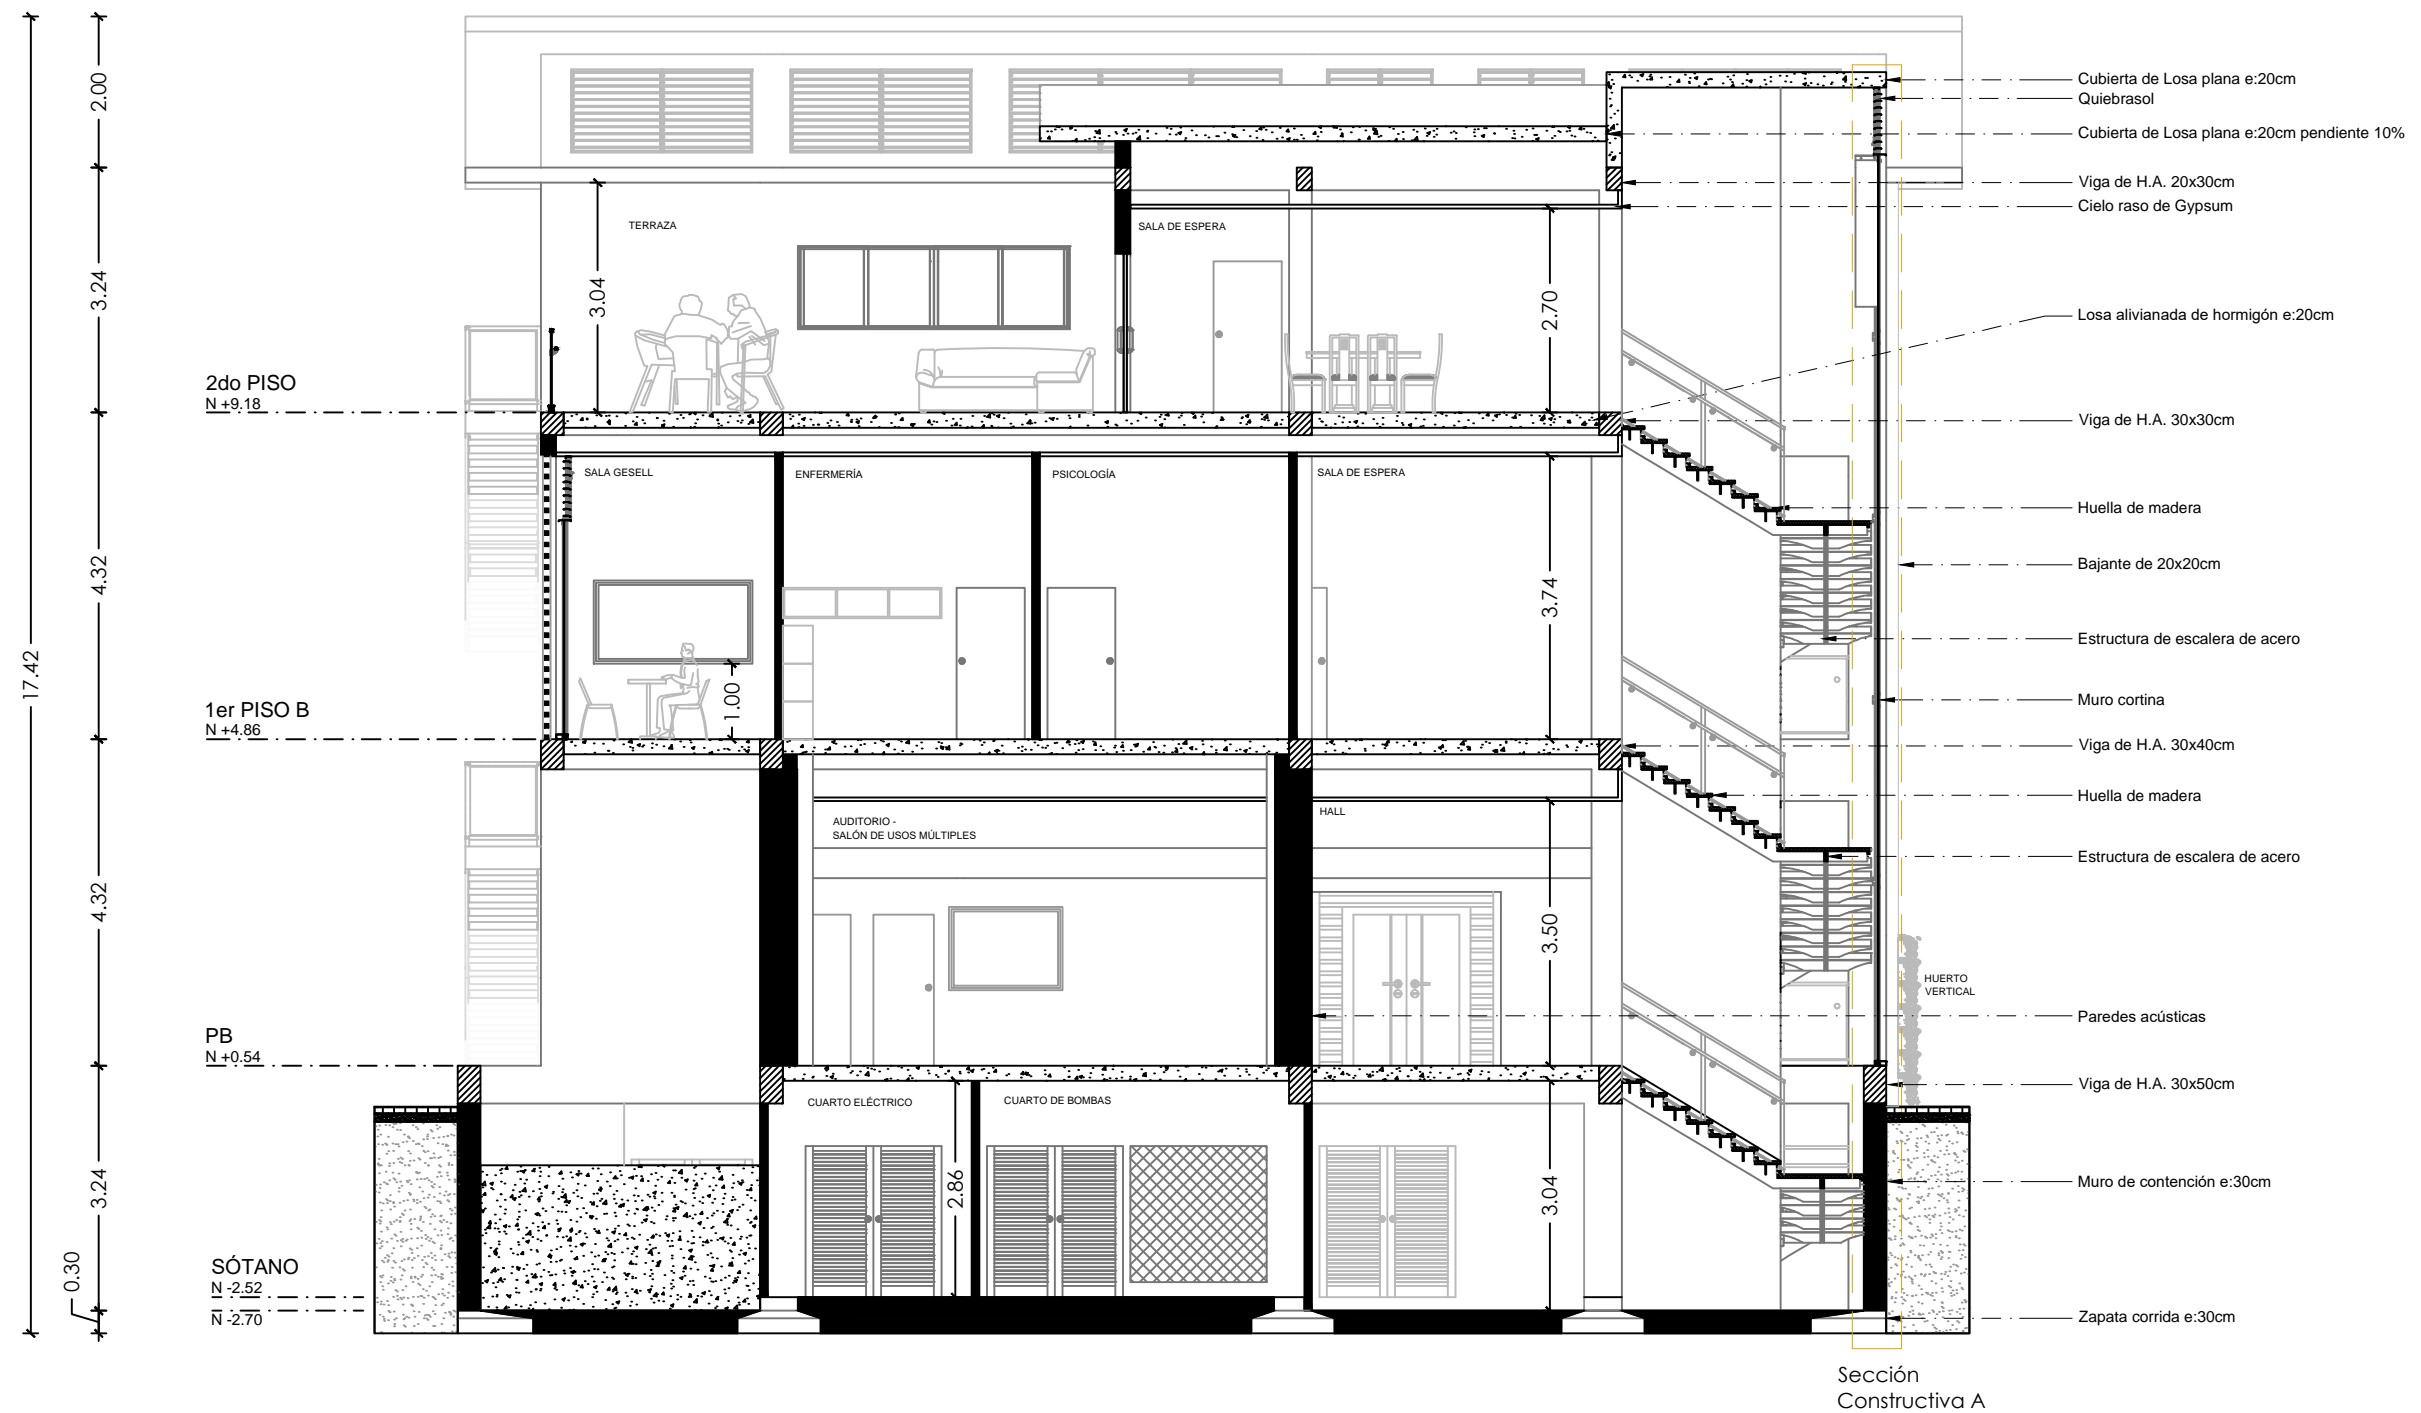 17.42
2.00
3.24
4.32
4.32
3.24
0.30
2do PISO
N +9.18
1er PISO B
N +4.86
PB
N +0.54
SÓTANO
N -2.52
N -2.70
TERRAZA
3.04
SALA DE ESPERA
2.70
SALA GESELL
ENFERMERÍA
PSICOLOGÍA
SALA DE ESPERA
1.00
3.74
AUDITORIO -
SALÓN DE USOS MÚLTIPLES
HALL
3.50
CUARTO ELÉCTRICO
CUARTO DE BOMBAS
2.86
3.04
HUERTO
VERTICAL
Cubierta de Losa plana e:20cm
Quiebrasol
Cubierta de Losa plana e:20cm pendiente 10%
Viga de H.A. 20x30cm
Cielo raso de Gypsum
Losa alivianada de hormigón e:20cm
Viga de H.A. 30x30cm
Huella de madera
Bajante de 20x20cm
Estructura de escalera de acero
Muro cortina
Viga de H.A. 30x40cm
Huella de madera
Estructura de escalera de acero
Paredes acústicas
Viga de H.A. 30x50cm
Muro de contención e:30cm
Zapata corrida e:30cm
Sección
Constructiva A